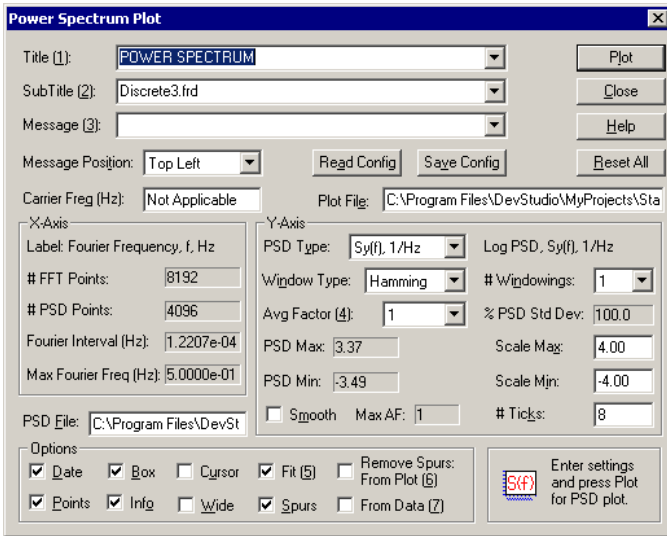 Power Spectrum Plot
Title (1): POWER SPECTRUM Plot
SubTitle (2): Discrete3.frd Close
Message (3): Help
Message Position: Top Left Read Config Save Config Reset All
Carrier Freq (Hz): Not Applicable Plot File: C:\Program Files\DevStudio\MyProjects\Sta
X-Axis
Label: Fourier Frequency, f, Hz
# FFT Points: 8192
# PSD Points: 4096
Fourier Interval (Hz): 1.2207e-04
Max Fourier Freq (Hz): 5.0000e-01
PSD File: C:\Program Files\DevSt
Y-Axis
PSD Type: Sy(f), 1/Hz Log PSD, Sy(f), 1/Hz
Window Type: Hamming # Windowings: 1
Avg Factor (4): 1 % PSD Std Dev: 100.0
PSD Max: 3.37 Scale Max: 4.00
PSD Min: -3.49 Scale Min: -4.00
Smooth Max AF: 1 # Ticks: 8
Options
Date Box Cursor Fit (5) Remove Spurs: From Plot (6)
Points Info Wide Spurs From Data (7)
S(f)
Enter settings
and press Plot
for PSD plot.